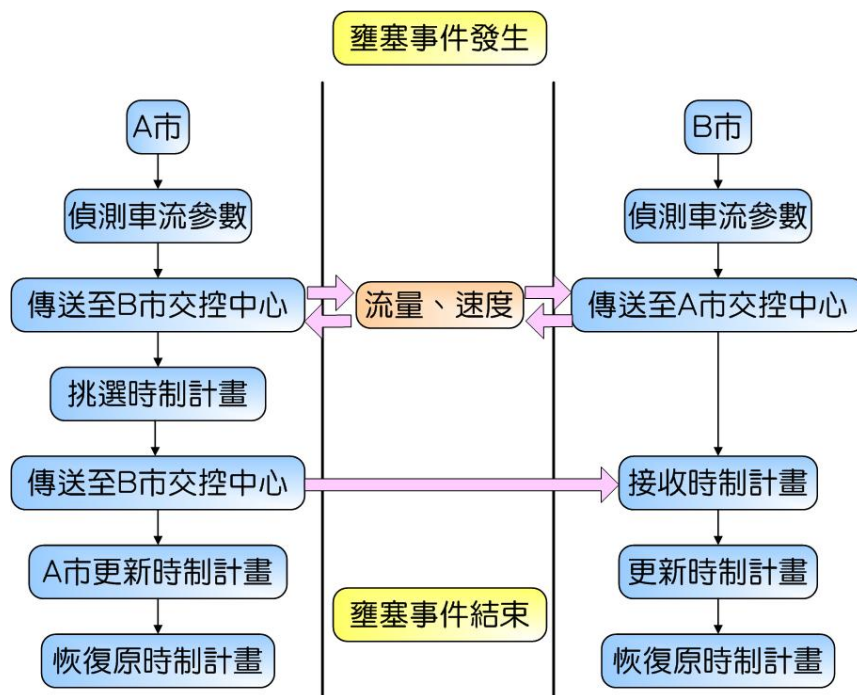 壅塞事件發生
A市
B市
偵測車流參數
偵測車流參數
傳送至B市交控中心
流量、速度
傳送至A市交控中心
挑選時制計畫
傳送至B市交控中心
接收時制計畫
A市更新時制計畫
更新時制計畫
壅塞事件結束
恢復原時制計畫
恢復原時制計畫